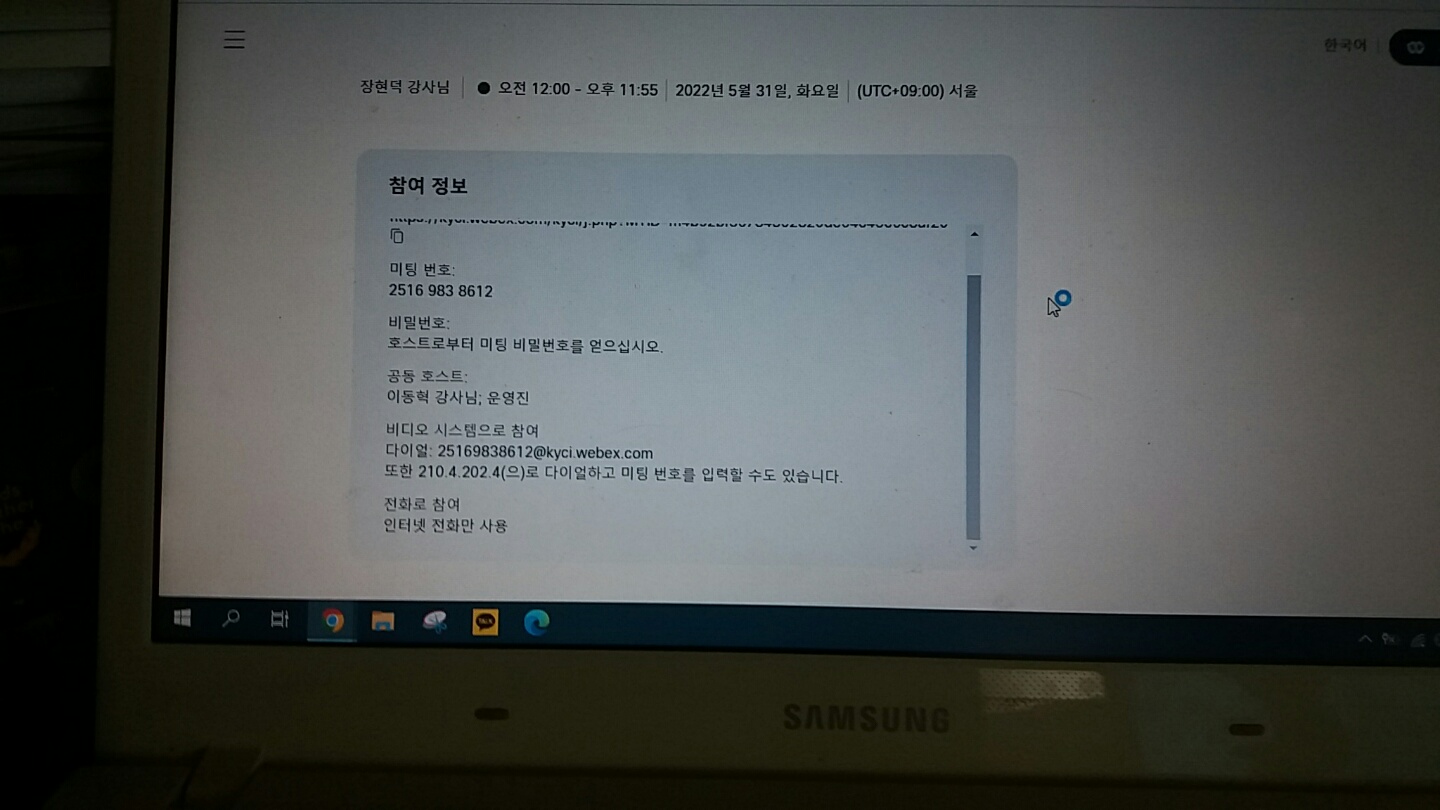 한국어
장현덕 강사님 ● 오전 12:00 - 오후 11:55 2022년 5월 31일, 화요일 (UTC+09:00) 서울
참여 정보
미팅 번호:
2516 983 8612
비밀번호:
호스트로부터 미팅 비밀번호를 얻으십시오.
공동 호스트:
이동혁 강사님; 운영진
비디오 시스템으로 참여
다이얼: 25169838612@kyci.webex.com
또한 210.4.202.4(으)로 다이얼하고 미팅 번호를 입력할 수도 있습니다.
전화로 참여
인터넷 전화만 사용
TALK
SAMSUNG